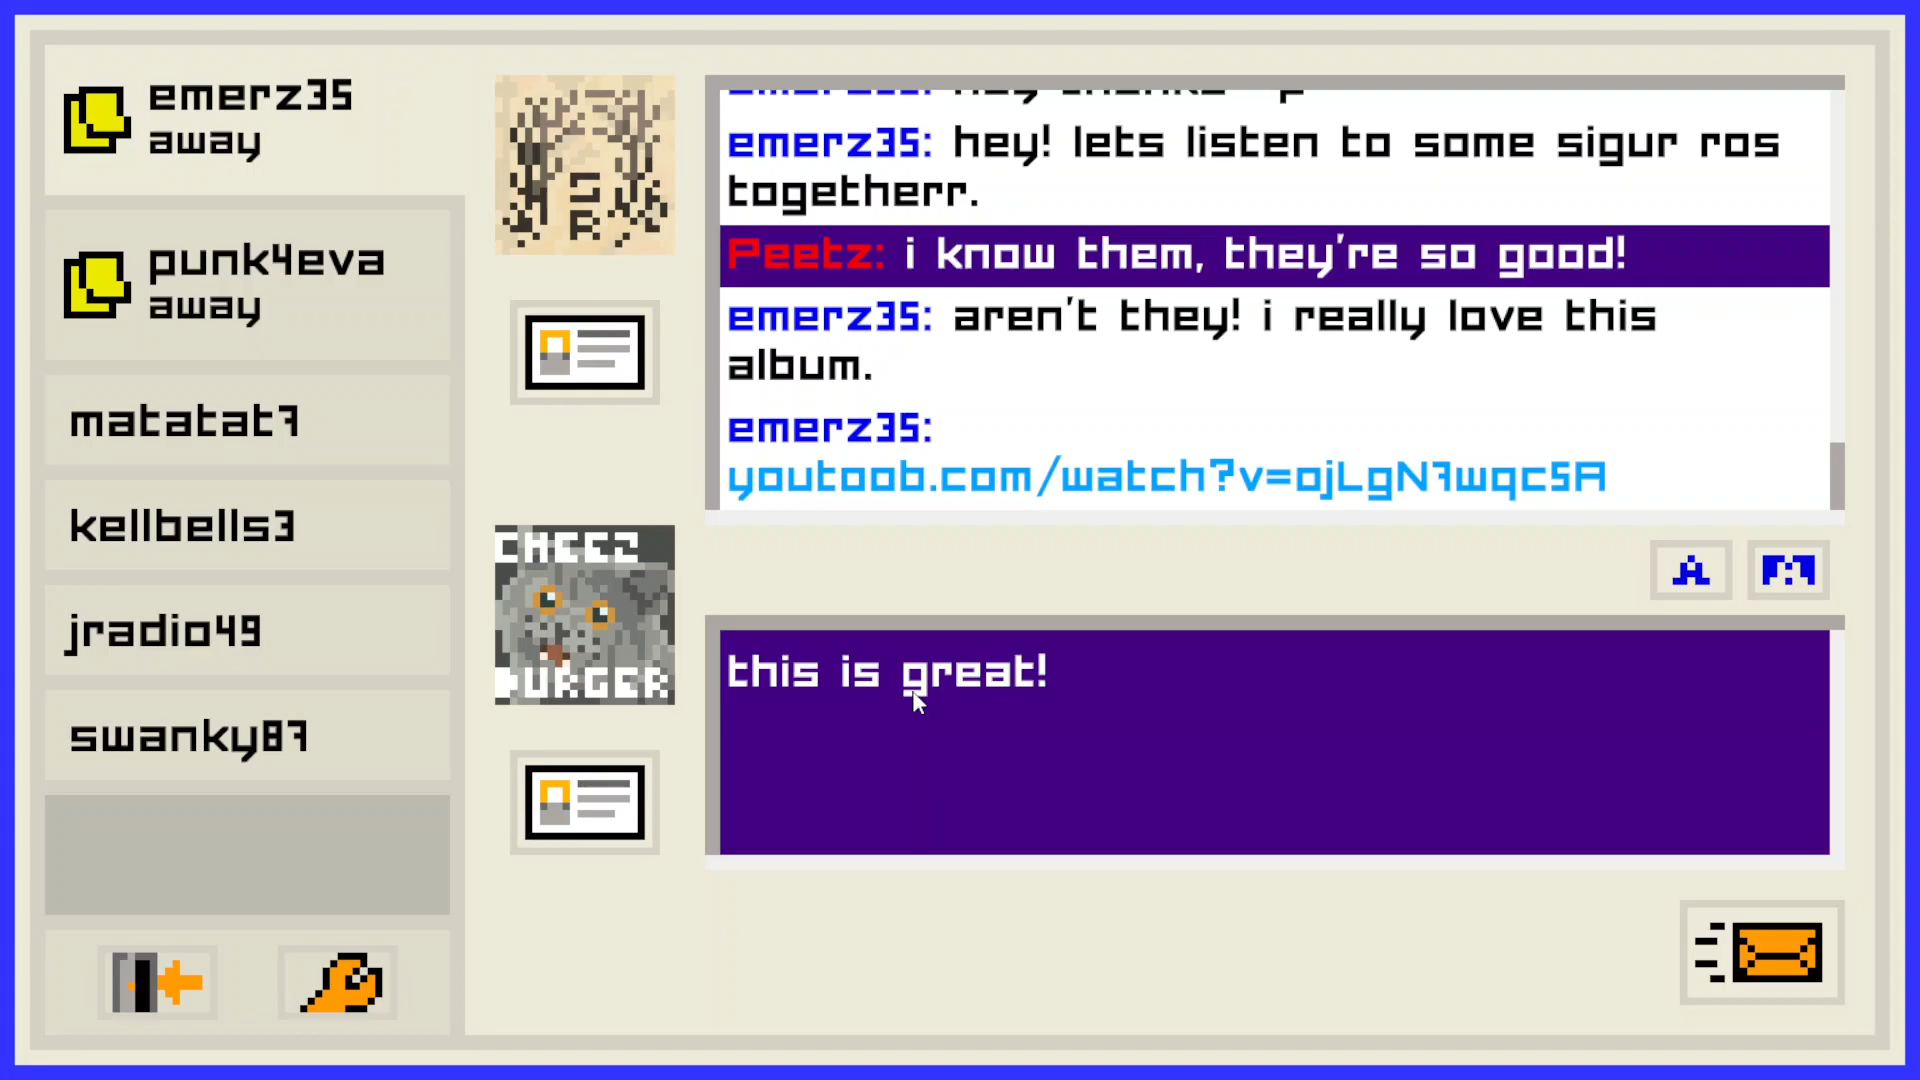 emerz35
away
punk4eva
away
matatat7
kellbells3
jradio49
swanky87
emerz35: hey! lets listen to some sigur ros
togetherr.
Peetz: i know them, they're so good!
emerz35: aren't they! i really love this
album.
emerz35:
youtoob.com/watch?v=ojLgN7wqc5A
CHEEZ
BURGER
A
this is great!